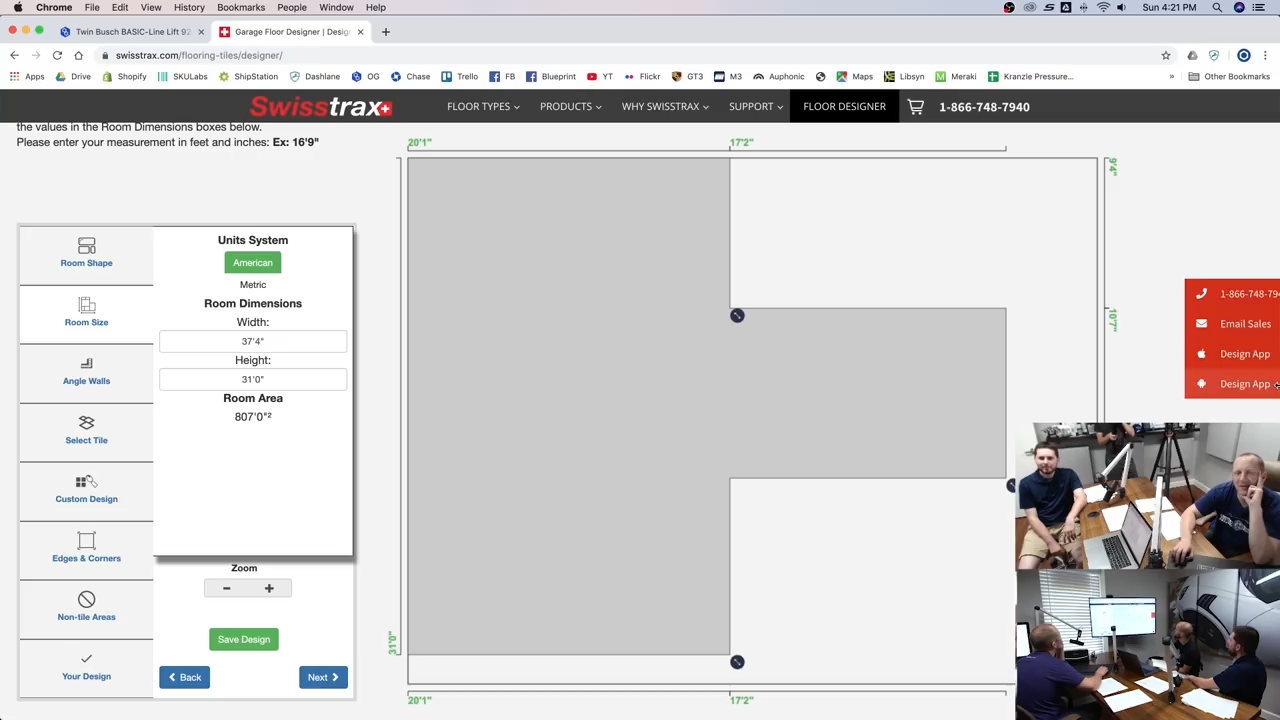 Chrome File Edit View History Bookmarks People Window Help Sun 4:21 PM
Twin Busch BASIC-Line Lift 92 Garage Floor Designer | Desig
swisstrax.com/flooring-tiles/designer/
Apps Drive Shopify SKULabs ShipStation Dashlane OG Chase Trello FB Blueprint YT Flickr GT3 M3 Auphonic Maps Libsyn Meraki Kranzle Pressure... » Other Bookmarks
Swisstrax FLOOR TYPES PRODUCTS WHY SWISSTRAX SUPPORT FLOOR DESIGNER 1-866-748-7940
the values in the Room Dimensions boxes below.
Please enter your measurement in feet and inches: Ex: 16'9"
20'1" 17'2"
9'4"
10'7"
31'0"
20'1" 17'2"
Room Shape
Room Size
Angle Walls
Select Tile
Custom Design
Edges & Corners
Non-tile Areas
Your Design
Units System
American
Metric
Room Dimensions
Width:
37'4"
Height:
31'0"
Room Area
807'0"²
Zoom
− +
Save Design
Back Next
1-866-748-794
Email Sales
Design App
Design App